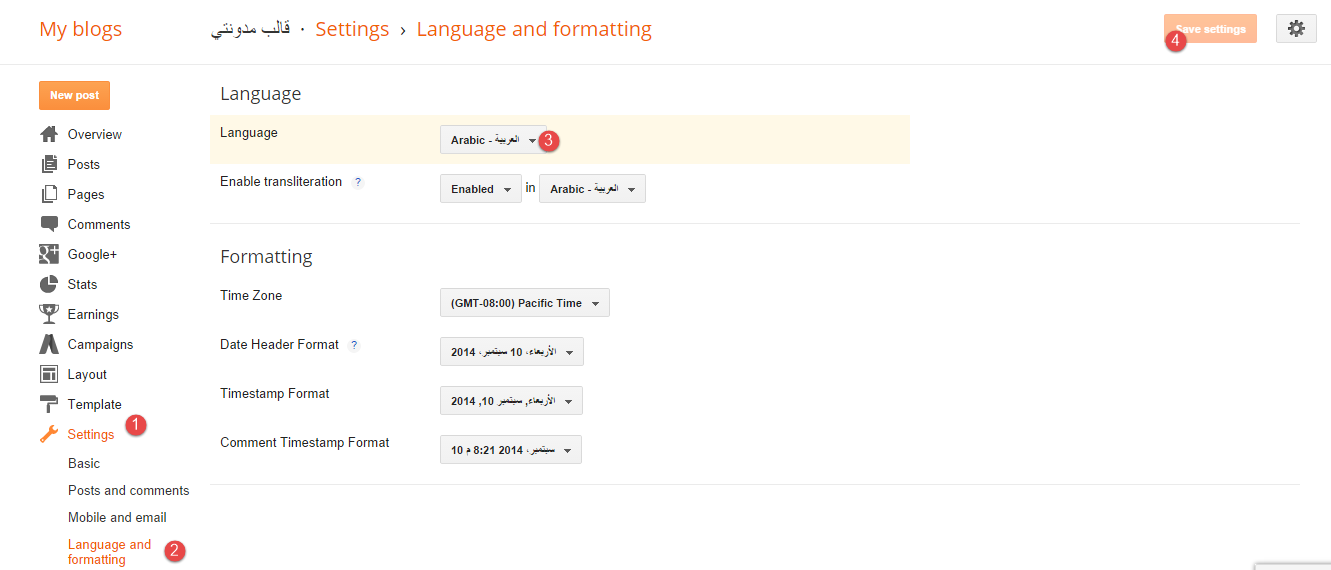 My blogs
قالب مدونتي · Settings › Language and formatting
Save settings
4
New post
Overview
Posts
Pages
Comments
Google+
Stats
Earnings
Campaigns
Layout
Template
Settings
1
Basic
Posts and comments
Mobile and email
Language and
formatting
2
Language
Language
Arabic - العربية
3
Enable transliteration ?
Enabled in Arabic - العربية
Formatting
Time Zone
(GMT-08:00) Pacific Time
Date Header Format ?
الأربعاء، 10 سبتمبر، 2014
Timestamp Format
الأربعاء, سبتمبر 10, 2014
Comment Timestamp Format
10 سبتمبر، 2014 8:21 م